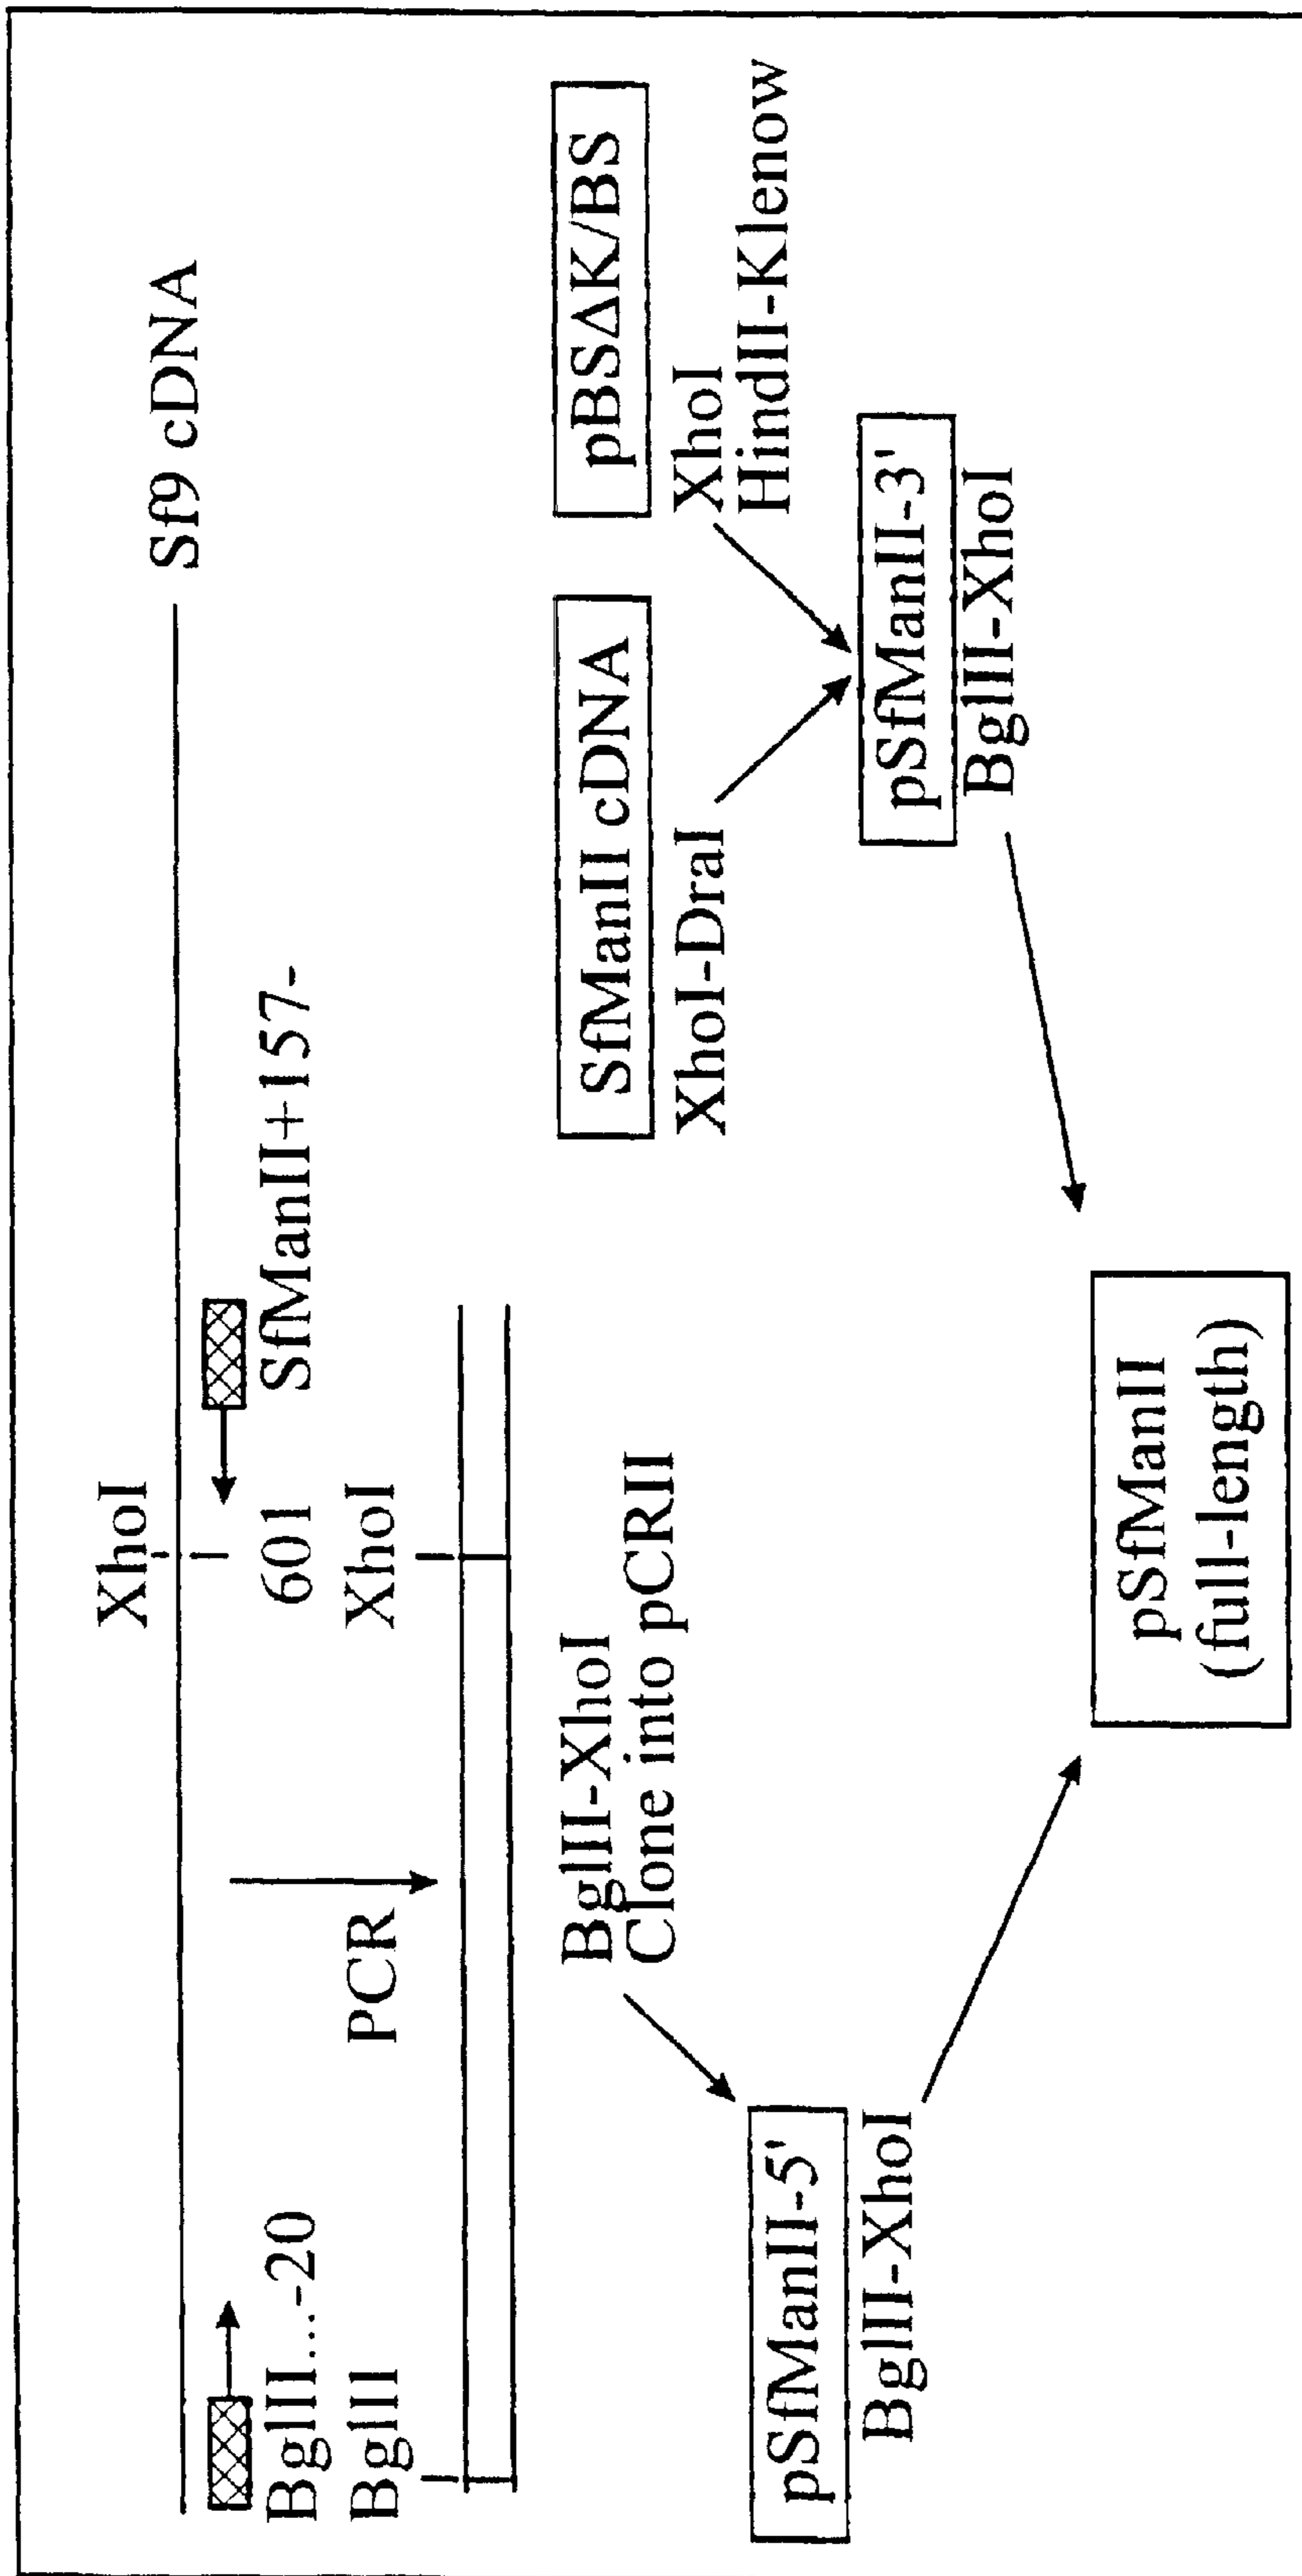 XhoI
Sf9 cDNA
BglII...-20
601
SfManII+157-
BglII
PCR
XhoI
BglII-XhoI
Clone into pCRII
SfManII cDNA
XhoI-DraI
pBSΔK/BS
XhoI
HindII-Klenow
pSfManII-5'
BglII-XhoI
pSfManII-3'
BglII-XhoI
pSfManII
(full-length)